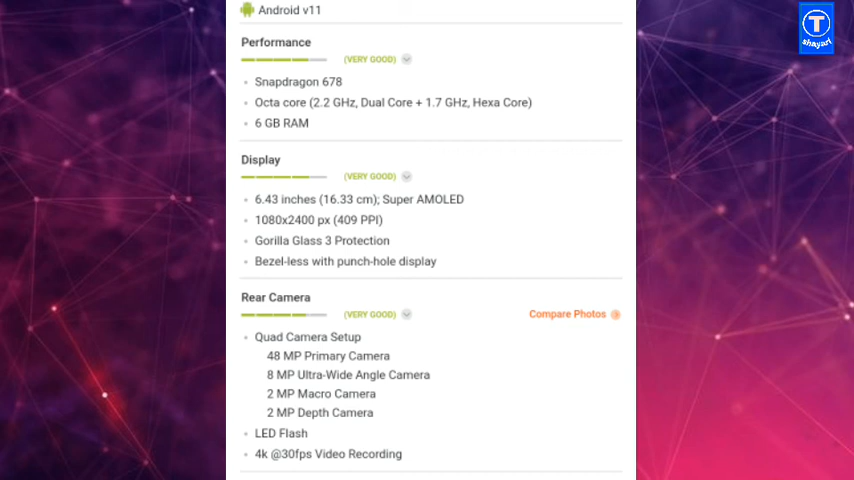 Android v11
T
shayari
Performance
(VERY GOOD)
Snapdragon 678
Octa core (2.2 GHz, Dual Core + 1.7 GHz, Hexa Core)
6 GB RAM
Display
(VERY GOOD)
6.43 inches (16.33 cm); Super AMOLED
1080x2400 px (409 PPI)
Gorilla Glass 3 Protection
Bezel-less with punch-hole display
Rear Camera
(VERY GOOD)
Compare Photos
Quad Camera Setup
48 MP Primary Camera
8 MP Ultra-Wide Angle Camera
2 MP Macro Camera
2 MP Depth Camera
LED Flash
4k @30fps Video Recording